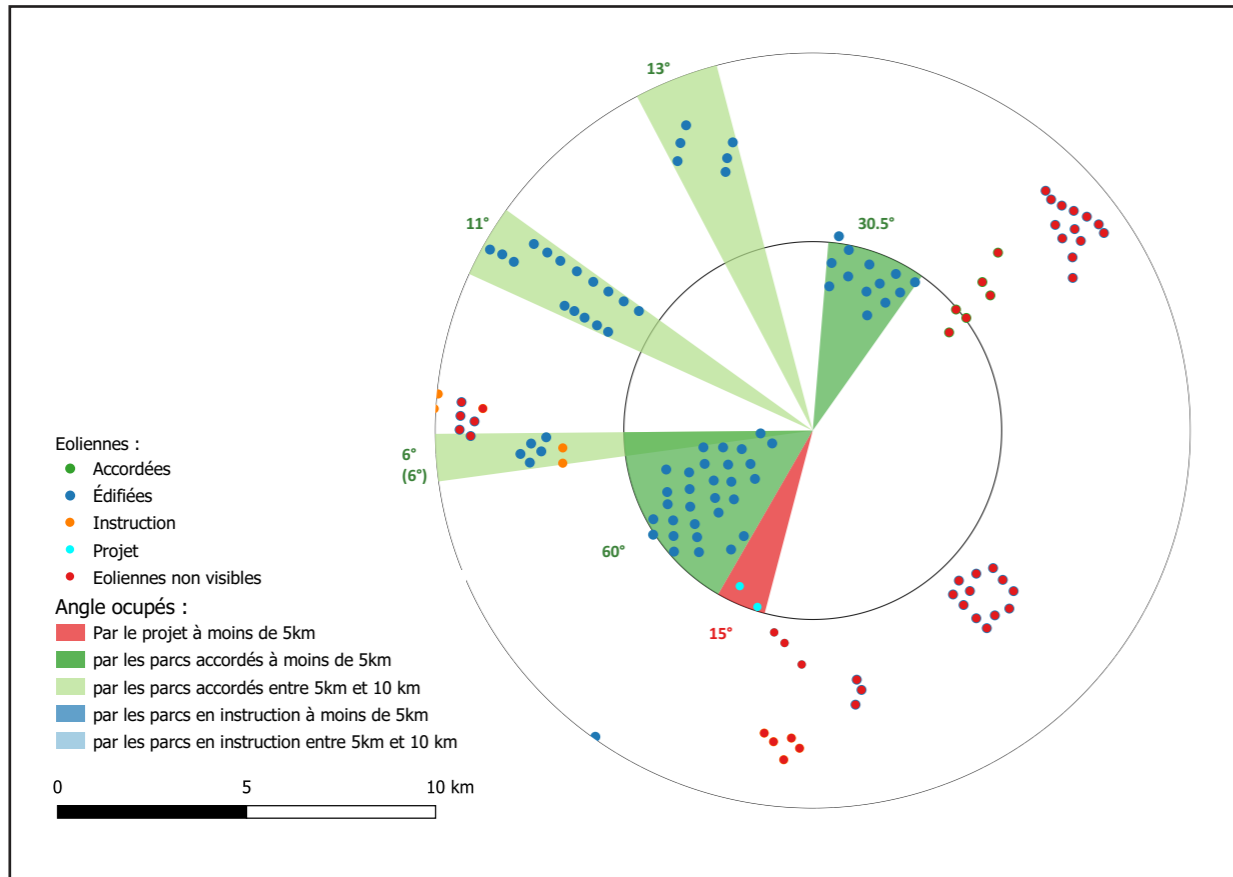 13°
11°
30.5°
6°
(6°)
60°
15°
Eoliennes :
Accordées
Édifiées
Instruction
Projet
Eoliennes non visibles
Angle ocupés :
Par le projet à moins de 5km
par les parcs accordés à moins de 5km
par les parcs accordés entre 5km et 10 km
par les parcs en instruction à moins de 5km
par les parcs en instruction entre 5km et 10 km
0 5 10 km